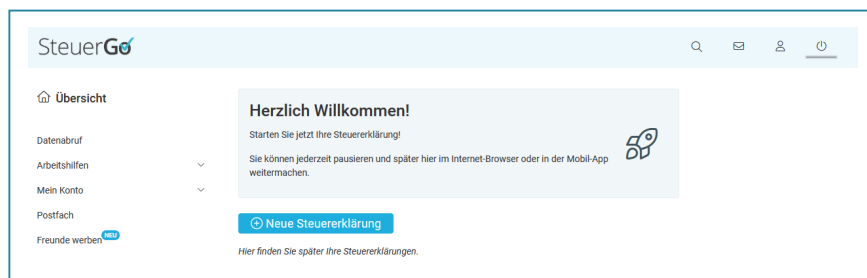 SteuerGo
Übersicht
Datenabruf
Arbeitshilfen
Mein Konto
Postfach
Freunde werben NEU
Herzlich Willkommen!
Starten Sie jetzt Ihre Steuererklärung!
Sie können jederzeit pausieren und später hier im Internet-Browser oder in der Mobil-App
weitermachen.
Neue Steuererklärung
Hier finden Sie später Ihre Steuererklärungen.